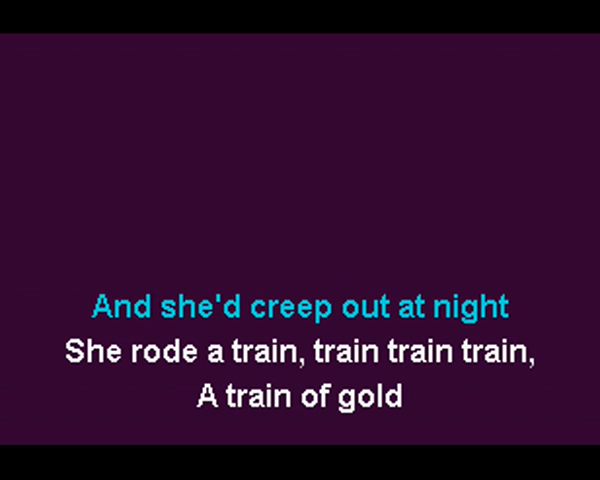 And she'd creep out at night
She rode a train, train train train,
A train of gold